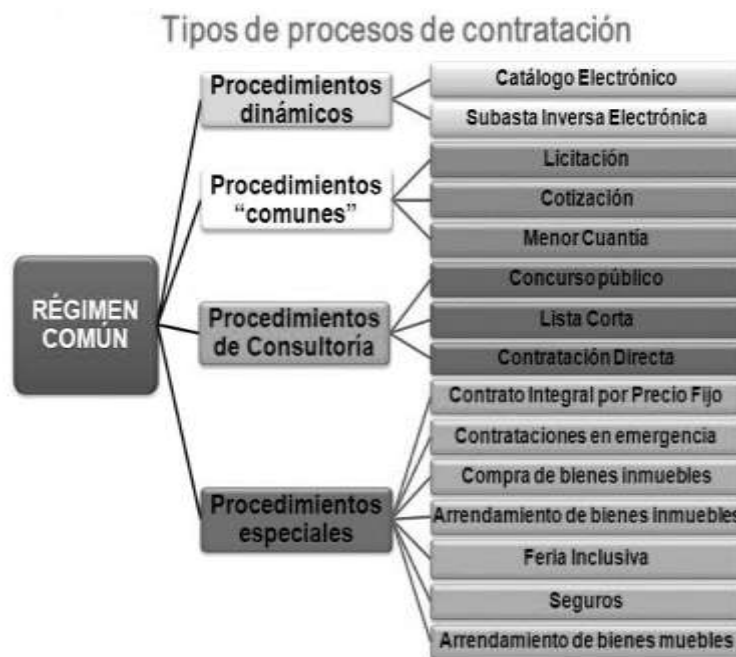 Tipos de procesos de contratación
RÉGIMEN
COMÚN
Procedimientos
dinámicos
Catálogo Electrónico
Subasta Inversa Electrónica
Procedimientos
“comunes”
Licitación
Cotización
Menor Cuantía
Procedimientos
de Consultoría
Concurso público
Lista Corta
Contratación Directa
Procedimientos
especiales
Contrato Integral por Precio Fijo
Contrataciones en emergencia
Compra de bienes inmuebles
Arrendamiento de bienes inmuebles
Feria Inclusiva
Seguros
Arrendamiento de bienes muebles